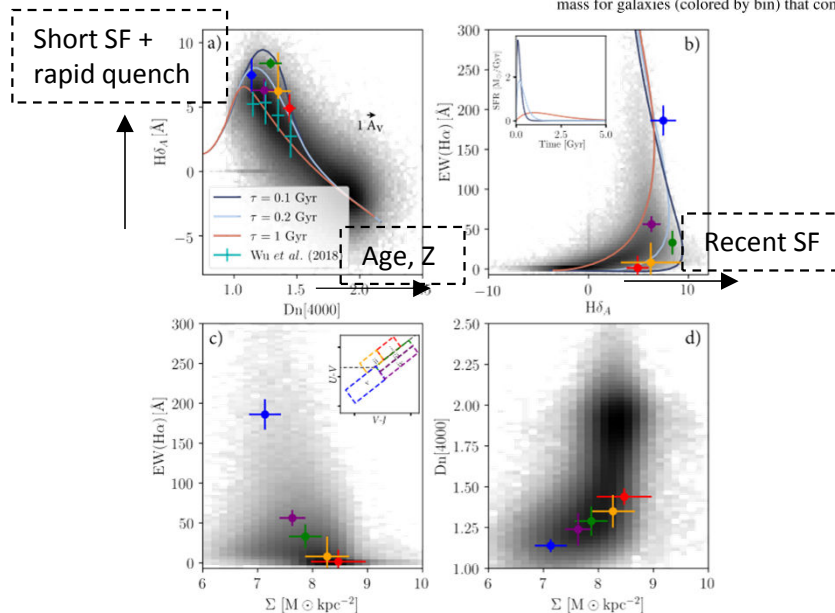 mass for galaxies (colored by bin) that con
Short SF +
rapid quench
a)
10
5
0
−5
HδA [Å]
1 AV
τ = 0.1 Gyr
τ = 0.2 Gyr
τ = 1 Gyr
Wu et al. (2018)
1.0
1.5
2.0
2.5
Dn[4000]
Age, Z
b)
300
250
200
150
100
50
0
EW(Hα) [Å]
SFR [M☉/Gyr]
2
0
0.0
2.5
5.0
Time [Gyr]
−10
0
10
HδA
Recent SF
c)
300
250
200
150
100
50
0
EW(Hα) [Å]
U-V
V-J
6
7
8
9
10
Σ [M ⊙ kpc−2]
d)
2.50
2.25
2.00
1.75
1.50
1.25
1.00
Dn[4000]
6
7
8
9
10
Σ [M ⊙ kpc−2]